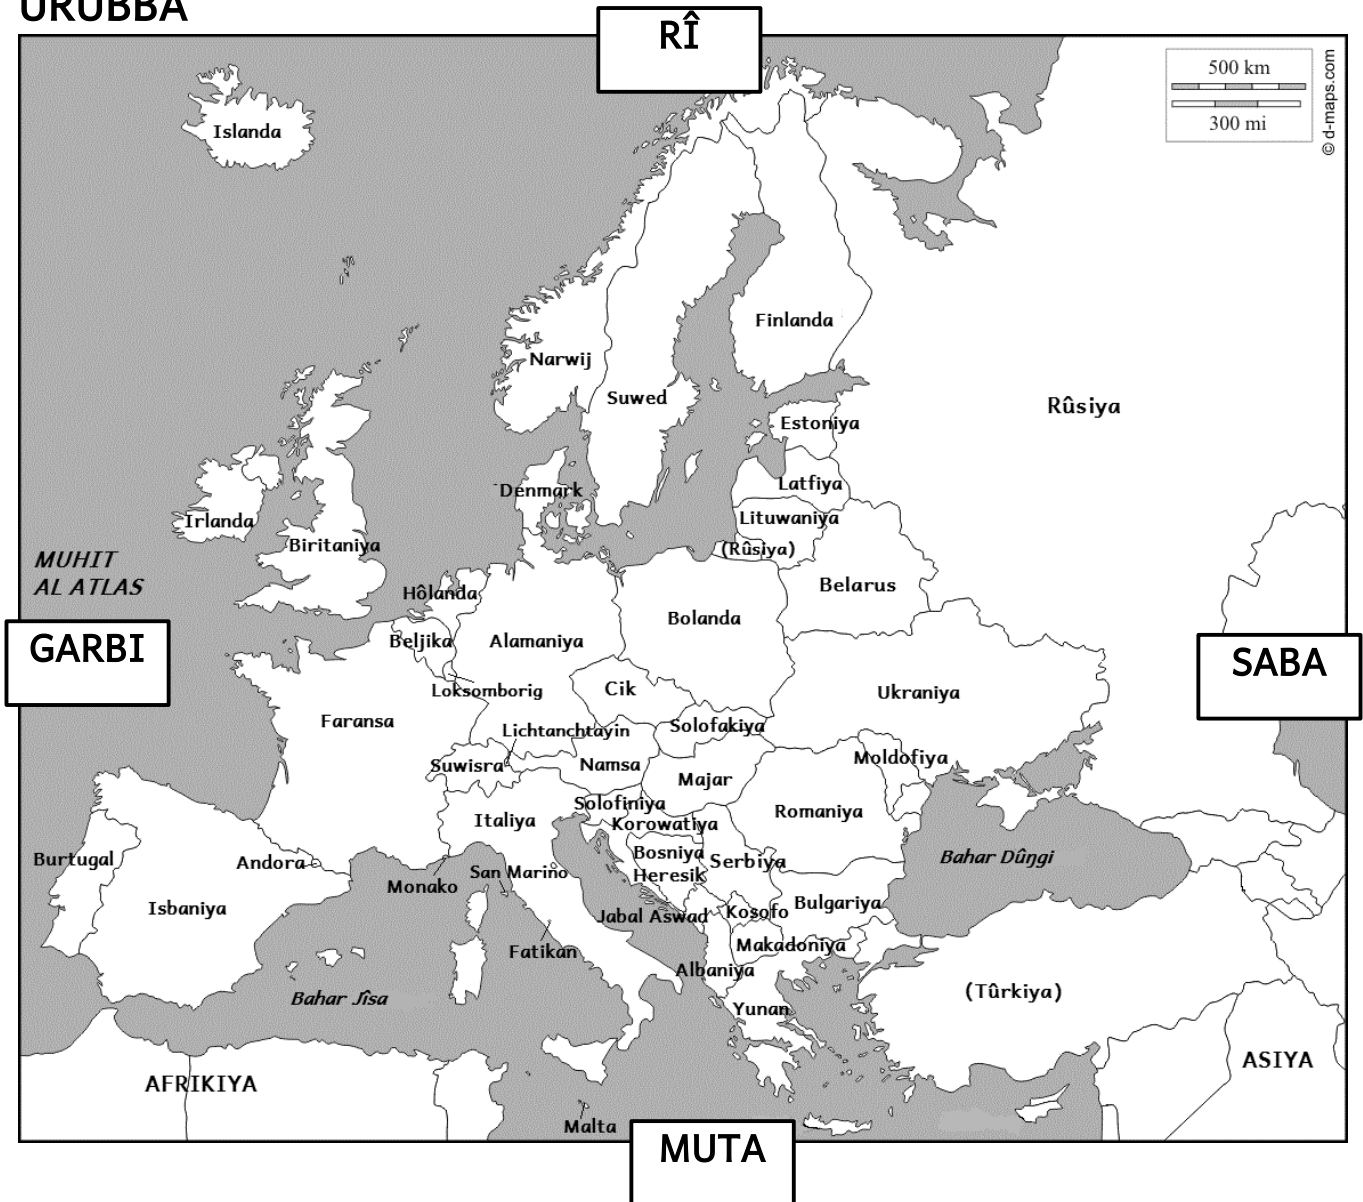 URUBBA
RÎ
500 km
300 mi
© d-maps.com
Islanda
Finlanda
Narwij
Suwed
Rûsiya
Estoniya
Latfiya
Denmark
Lituwaniya
(Rûsiya)
Irlanda
Biritaniya
MUHIT
AL ATLAS
Belarus
Hôlanda
Bolanda
Beljika
Alamaniya
GARBI
SABA
Loksomborig
Cik
Ukraniya
Faransa
Solofakiya
Lichtanchtayin
Suwisra
Namsa
Moldofiya
Majar
Solofiniya
Romaniya
Italiya
Korowatiya
Burtugal
Andora
Bosniya
Heresik
Serbiya
Bahar Dûŋgi
Monako
San Mariño
Isbaniya
Jabal Aswad
Kosofo
Bulgariya
Fatikan
Makadoniya
Albaniya
Bahar Jîsa
Yunan
(Tûrkiya)
AFRIKIYA
ASIYA
Malta
MUTA